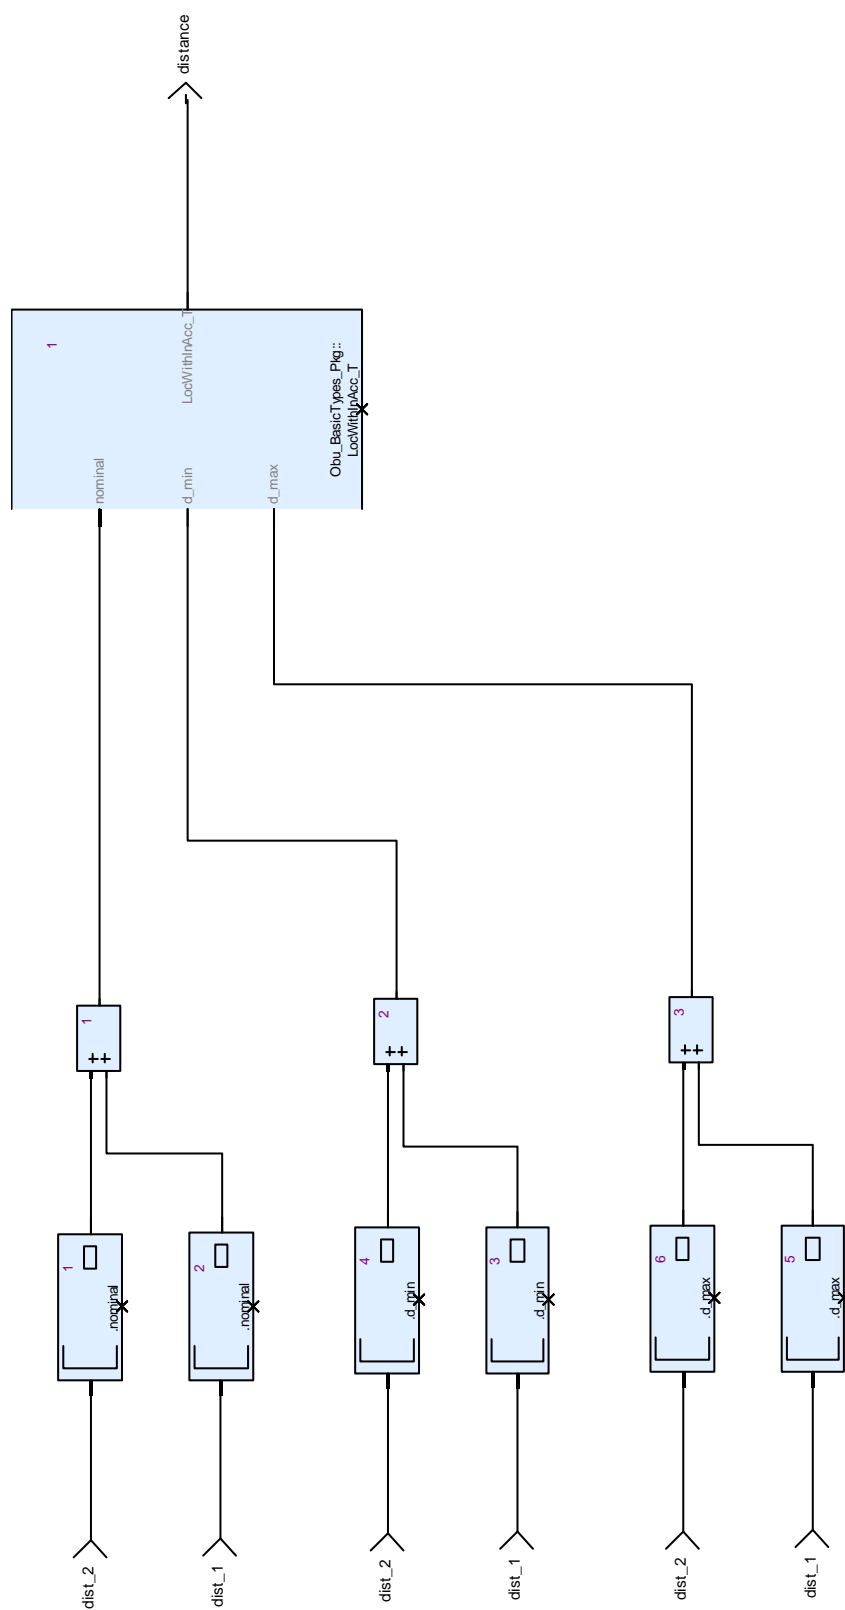 dist_2
1
.nominal
dist_1
2
.nominal
+
+
1
dist_2
4
.d_min
dist_1
3
.d_min
+
+
2
dist_2
6
.d_max
dist_1
5
.d_max
+
+
3
1
nominal
d_min
d_max
LocWithInAcc_T
Obu_BasicTypes_Pkg::
LocWithInAcc_T
distance